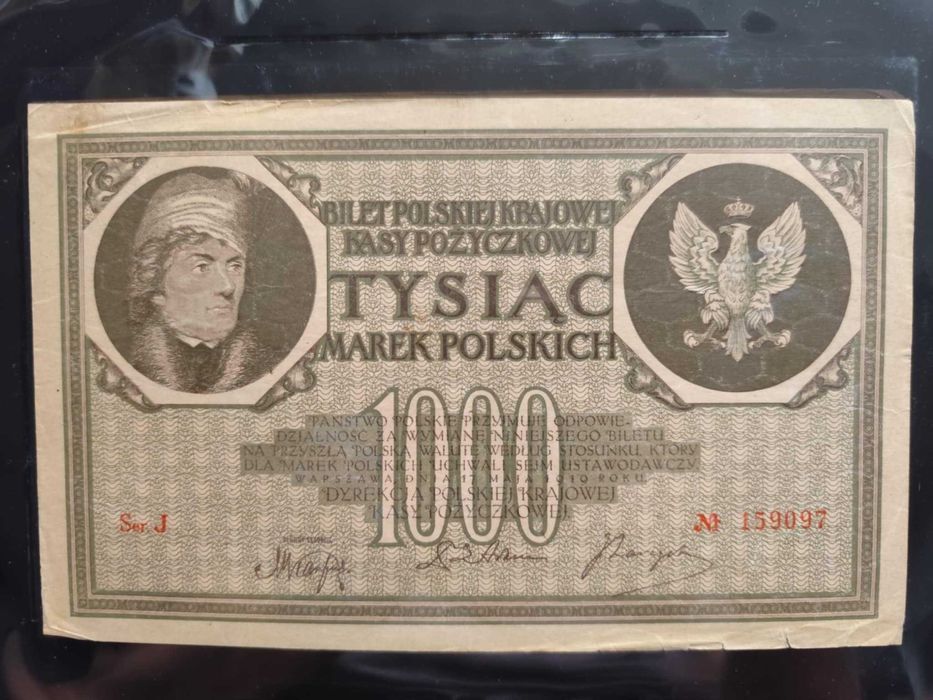 BILET POLSKIEJ KRAJOWEJ
KASY POŻYCZKOWEJ
TYSIĄC
MAREK POLSKICH
1000
PAŃSTWO POLSKIE PRZYJMUJE ODPOWIE-
DZIALNOŚĆ ZA WYMIANĘ NINIEJSZEGO BILETU
NA PRZYSZŁĄ POLSKĄ WALUTĘ WEDŁUG STOSUNKU, KTÓRY
DLA MAREK POLSKICH UCHWALI SEJM USTAWODAWCZY
WARSZAWA DNIA 17 MAJA 1919 ROKU
DYREKCJA POLSKIEJ KRAJOWEJ
KASY POŻYCZKOWEJ
Ser. J
№ 159097